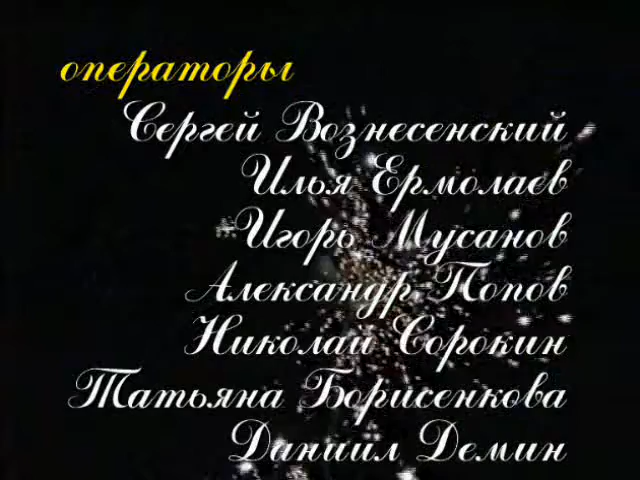 операторы
Сергей Вознесенский
Илья Ермолаев
Игорь Мусанов
Александр Попов
Николай Сорокин
Татьяна Борисенкова
Даниил Демин